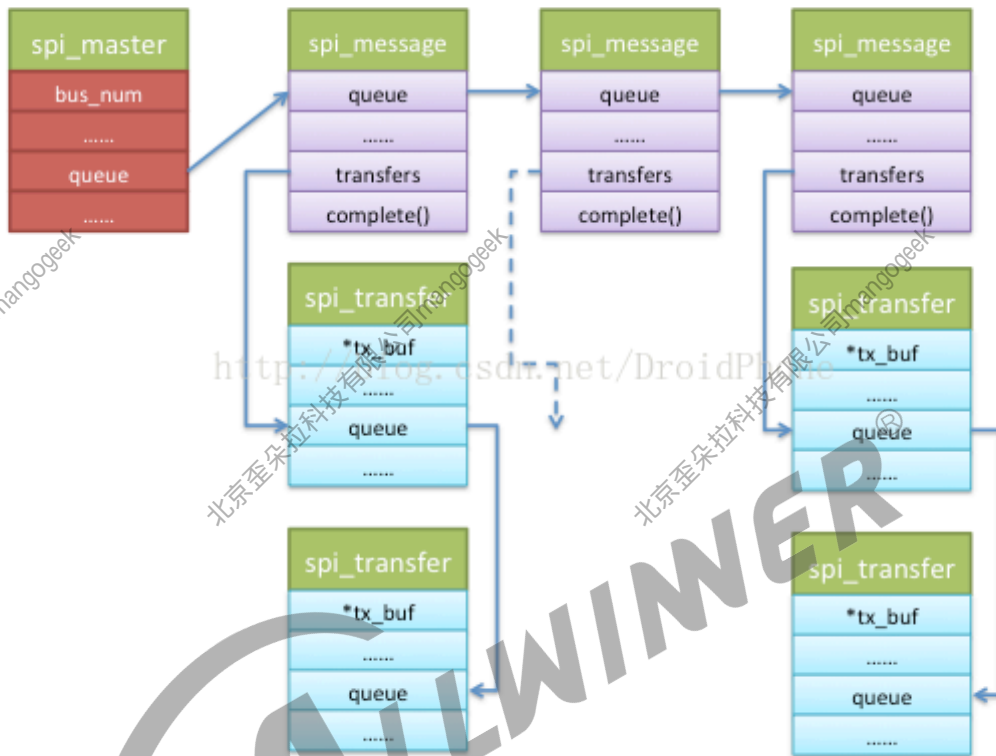 spi_master
bus_num
......
queue
......
spi_message
queue
......
transfers
complete()
spi_message
queue
......
transfers
complete()
spi_message
queue
......
transfers
complete()
spi_transfer
*tx_buf
......
queue
......
spi_transfer
*tx_buf
......
queue
......
spi_transfer
*tx_buf
......
queue
......
spi_transfer
*tx_buf
......
queue
......
http://blog.csdn.net/DroidPhone
mangogeek
北京歪朵拉科技有限公司mangogeek
北京歪朵拉科技有限公司mangogeek
ALLWINNER®